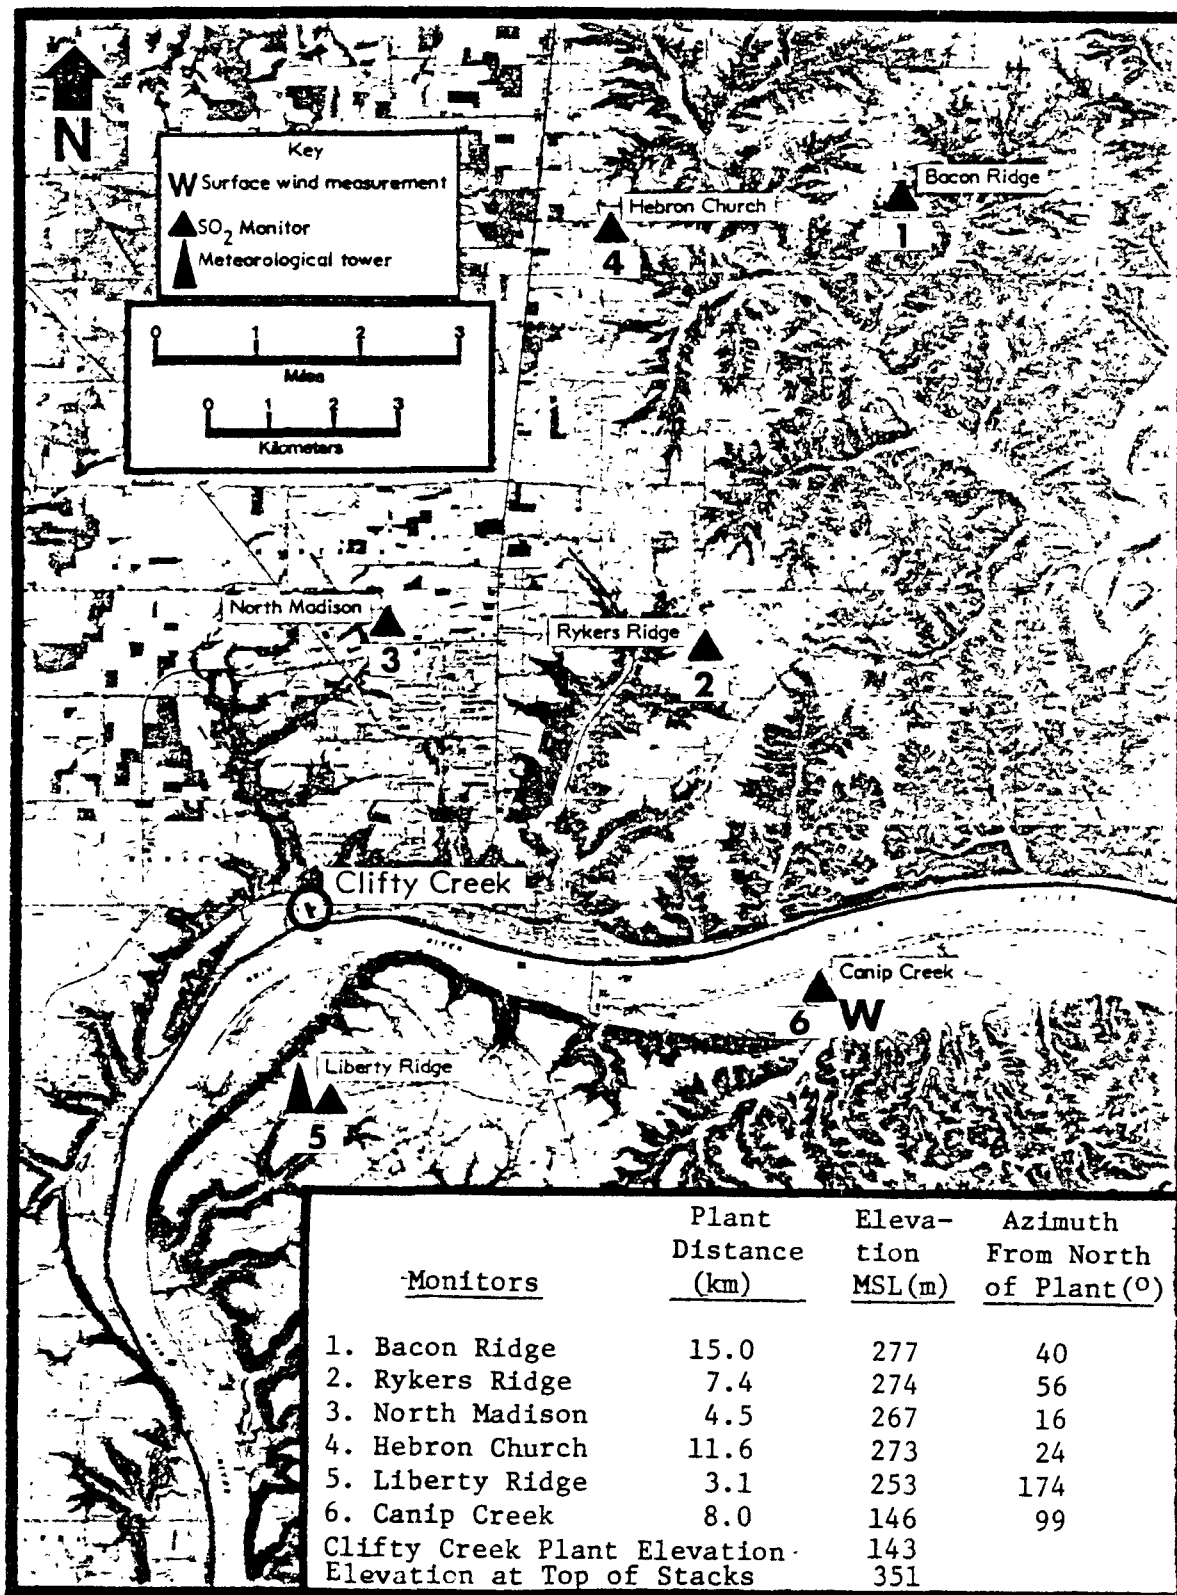 N
Key
W Surface wind measurement
SO2 Monitor
Meteorological tower
0 1 2 3
Miles
0 1 2 3
Kilometers
Bacon Ridge
1
Hebron Church
4
North Madison
3
Rykers Ridge
2
Clifty Creek
RIVER
Canip Creek
6 W
Liberty Ridge
5
Plant Eleva- Azimuth
Distance tion From North
Monitors (km) MSL(m) of Plant(°)
1. Bacon Ridge 15.0 277 40
2. Rykers Ridge 7.4 274 56
3. North Madison 4.5 267 16
4. Hebron Church 11.6 273 24
5. Liberty Ridge 3.1 253 174
6. Canip Creek 8.0 146 99
Clifty Creek Plant Elevation 143
Elevation at Top of Stacks 351